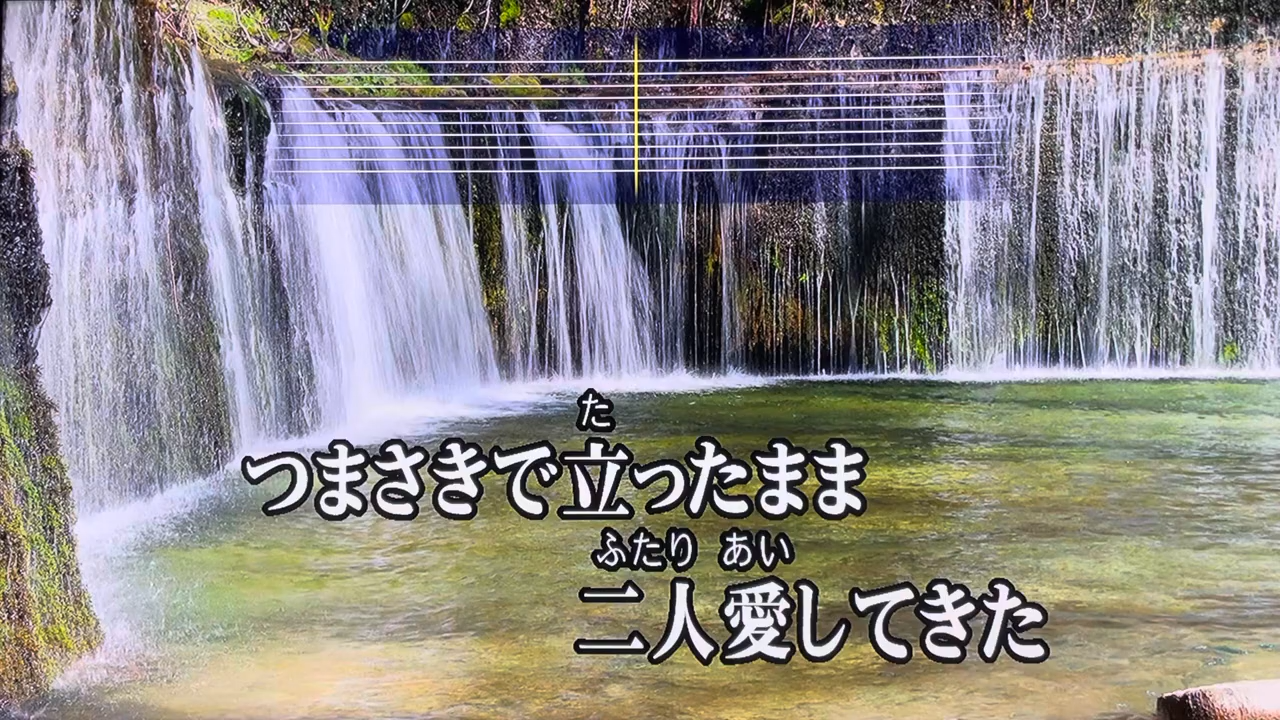 た
つまさきで立ったまま
ふたり あい
二人愛してきた